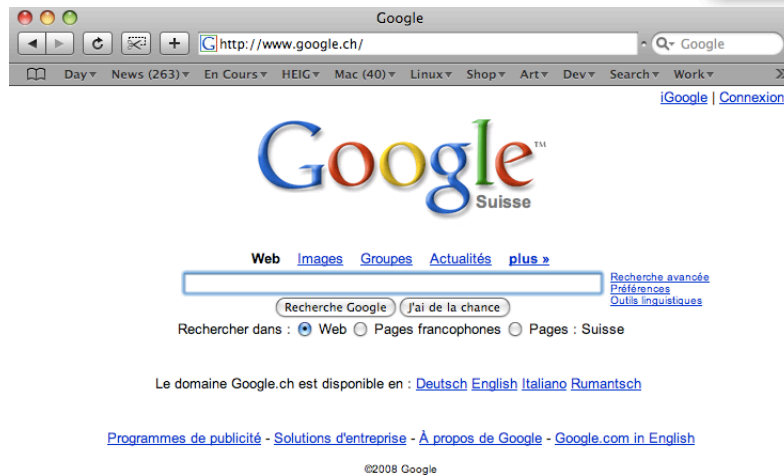 Google
http://www.google.ch/
Google
Day News (263) En Cours HEIG Mac (40) Linux Shop Art Dev Search Work
iGoogle | Connexion
Google™
Suisse
Web Images Groupes Actualités plus »
Recherche avancée
Préférences
Outils linguistiques
Recherche Google J'ai de la chance
Rechercher dans : Web Pages francophones Pages : Suisse
Le domaine Google.ch est disponible en : Deutsch English Italiano Rumantsch
Programmes de publicité - Solutions d'entreprise - À propos de Google - Google.com in English
©2008 Google